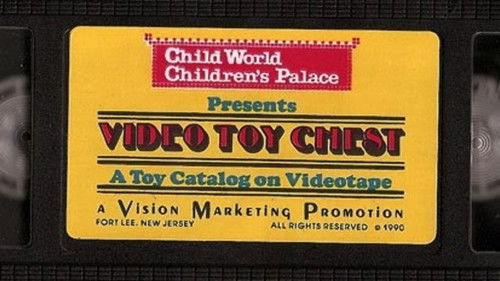 Child World
Children's Palace
Presents
VIDEO TOY CHEST
A Toy Catalog on Videotape
A VISION MARKETING PROMOTION
FORT LEE, NEW JERSEY ALL RIGHTS RESERVED © 1990